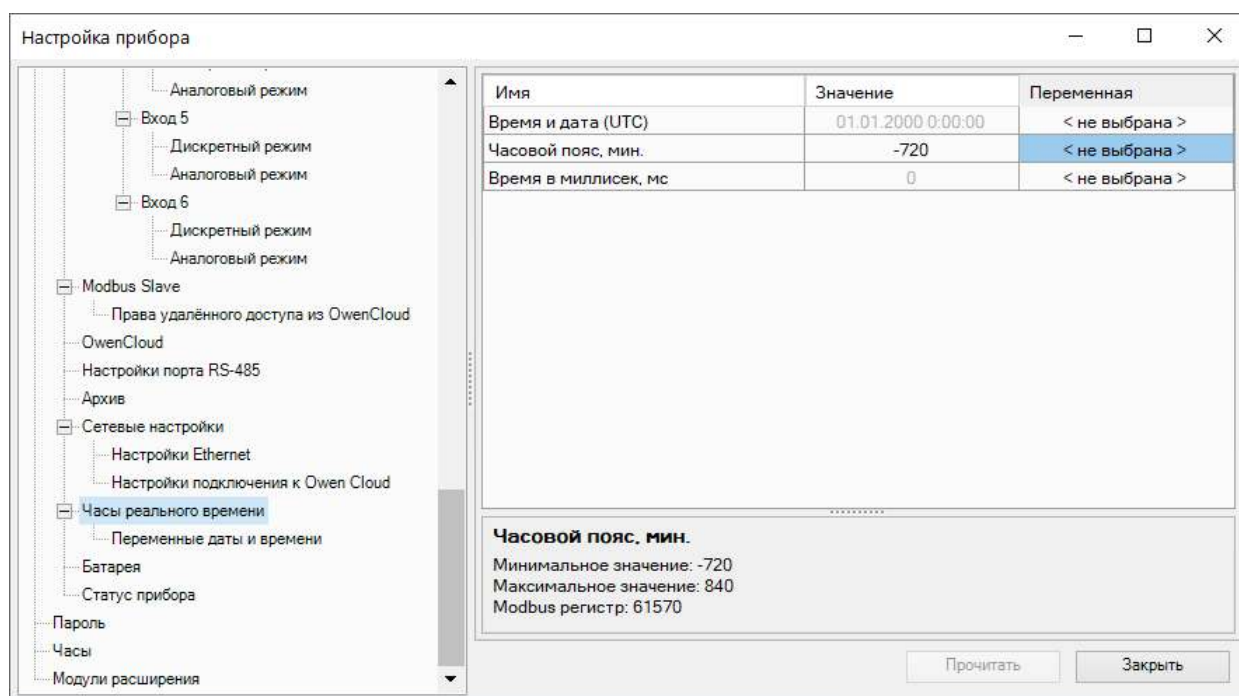 Настройка прибора
Аналоговый режим
Вход 5
Дискретный режим
Аналоговый режим
Вход 6
Дискретный режим
Аналоговый режим
Modbus Slave
Права удалённого доступа из OwenCloud
OwenCloud
Настройки порта RS-485
Архив
Сетевые настройки
Настройки Ethernet
Настройки подключения к Owen Cloud
Часы реального времени
Переменные даты и времени
Батарея
Статус прибора
Пароль
Часы
Модули расширения
Имя Значение Переменная
Время и дата (UTC) 01.01.2000 0:00:00 < не выбрана >
Часовой пояс, мин. -720 < не выбрана >
Время в миллисек, мс 0 < не выбрана >
Часовой пояс, мин.
Минимальное значение: -720
Максимальное значение: 840
Modbus регистр: 61570
Прочитать Закрыть